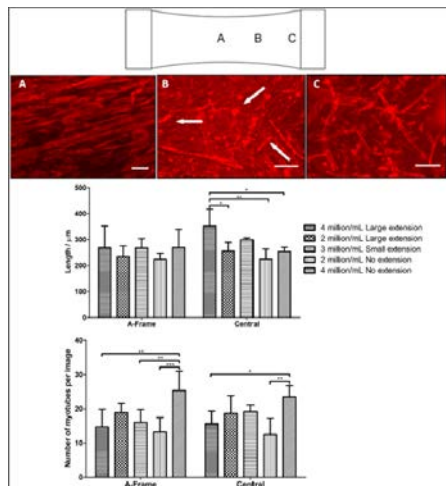 A B C
A
B
C
500
400
300
200
100
0
Length / μm
A-Frame
Central
*
**
*
4 million/mL Large extension
2 million/mL Large extension
3 million/mL Small extension
2 million/mL No extension
4 million/mL No extension
40
30
20
10
0
Number of myotubes per image
A-Frame
Central
**
**
***
*
**